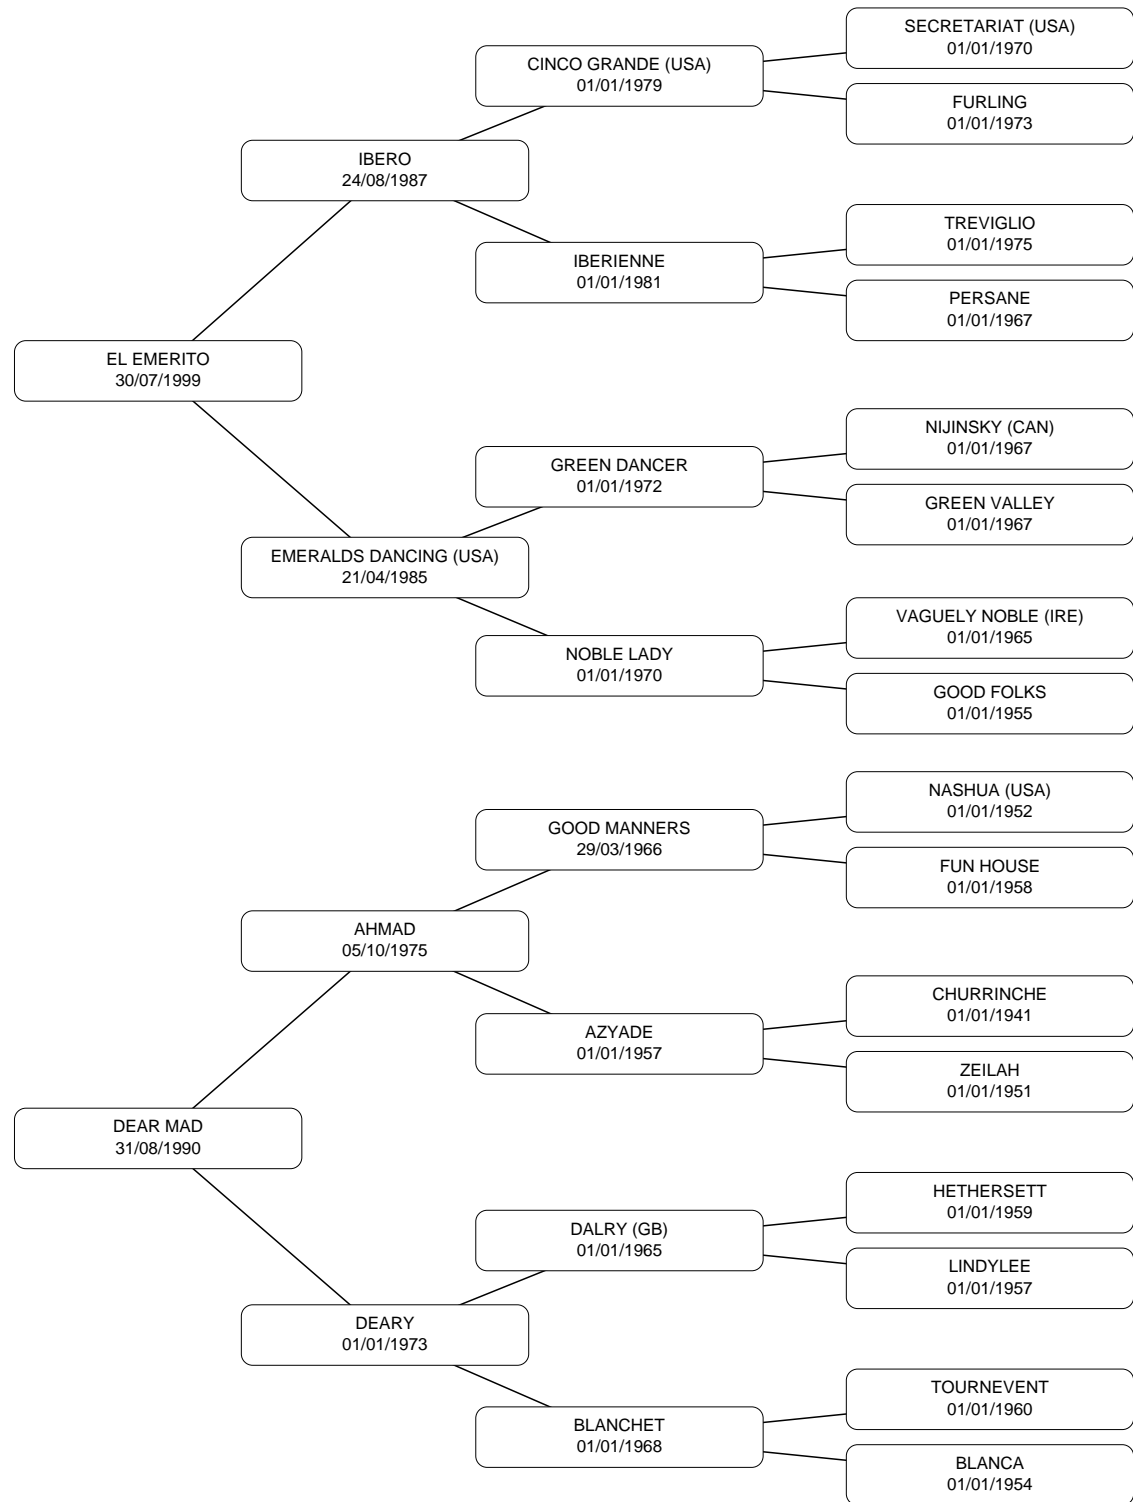 SECRETARIAT (USA)
01/01/1970
CINCO GRANDE (USA)
01/01/1979
FURLING
01/01/1973
IBERO
24/08/1987
TREVIGLIO
01/01/1975
IBERIENNE
01/01/1981
PERSANE
01/01/1967
EL EMERITO
30/07/1999
NIJINSKY (CAN)
01/01/1967
GREEN DANCER
01/01/1972
GREEN VALLEY
01/01/1967
EMERALDS DANCING (USA)
21/04/1985
VAGUELY NOBLE (IRE)
01/01/1965
NOBLE LADY
01/01/1970
GOOD FOLKS
01/01/1955
NASHUA (USA)
01/01/1952
GOOD MANNERS
29/03/1966
FUN HOUSE
01/01/1958
AHMAD
05/10/1975
CHURRINCHE
01/01/1941
AZYADE
01/01/1957
ZEILAH
01/01/1951
DEAR MAD
31/08/1990
HETHERSETT
01/01/1959
DALRY (GB)
01/01/1965
LINDYLEE
01/01/1957
DEARY
01/01/1973
TOURNEVENT
01/01/1960
BLANCHET
01/01/1968
BLANCA
01/01/1954